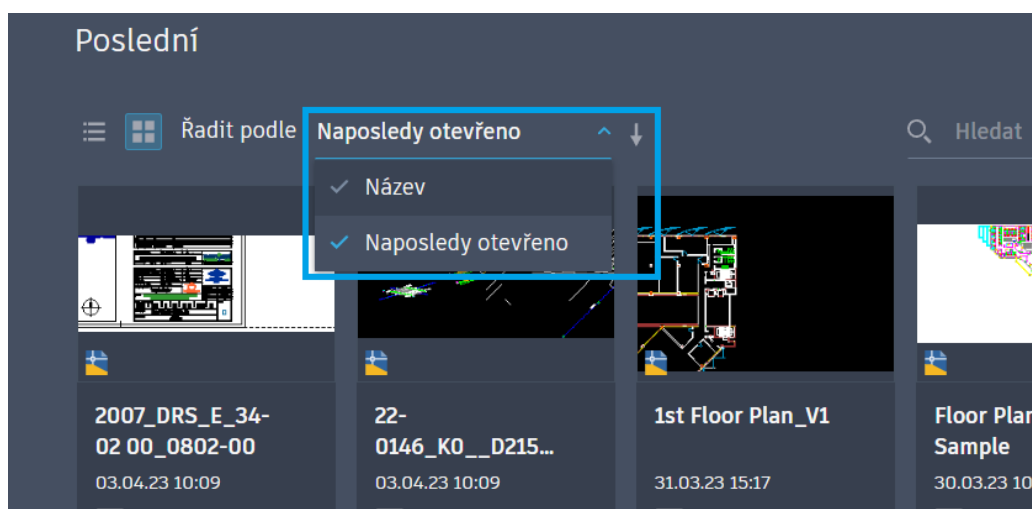 Poslední
Řadit podle
Naposledy otevřeno
Hledat
Název
Naposledy otevřeno
2007_DRS_E_34-
02 00_0802-00
03.04.23 10:09
22-
0146_K0__D215...
03.04.23 10:09
1st Floor Plan_V1
31.03.23 15:17
Floor Plan
Sample
30.03.23 10